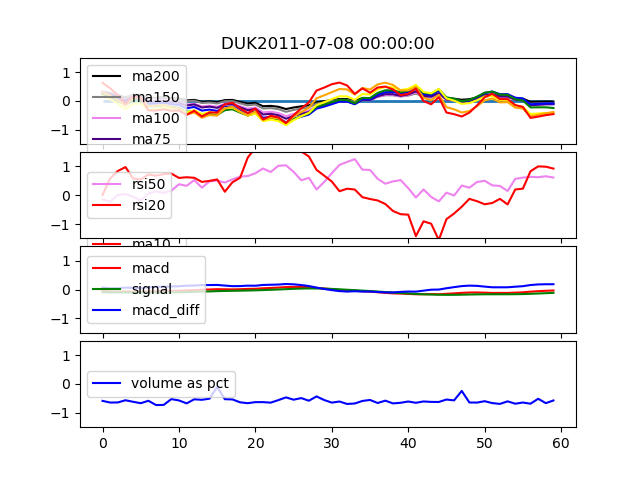 DUK2011-07-08 00:00:00
1
0
−1
ma200
ma150
ma100
ma75
1
0
−1
rsi50
rsi20
ma10
1
0
−1
macd
signal
macd_diff
1
0
−1
volume as pct
0 10 20 30 40 50 60